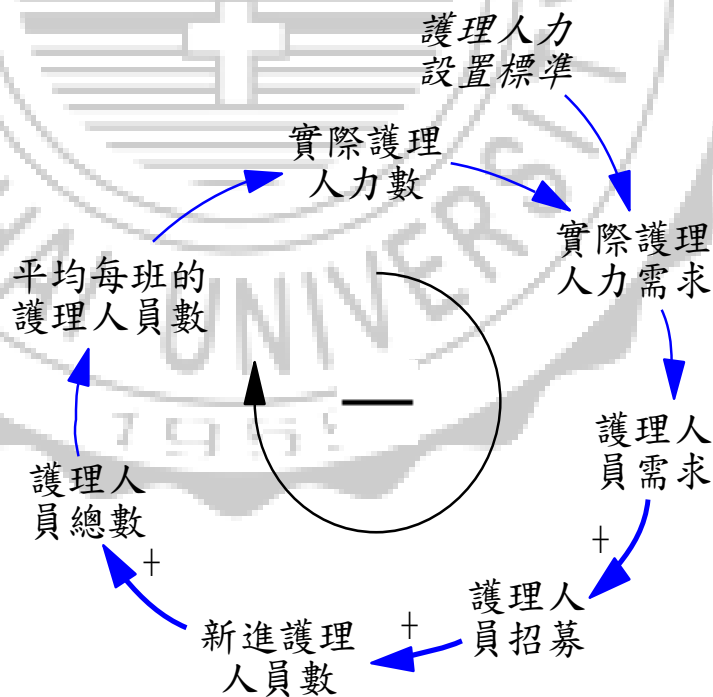 護理人力
設置標準
實際護理
人力數
實際護理
人力需求
平均每班的
護理人員數
護理人
員需求
護理人
員總數
+
+
護理人
員招募
+
新進護理
人員數
UNIVERSI